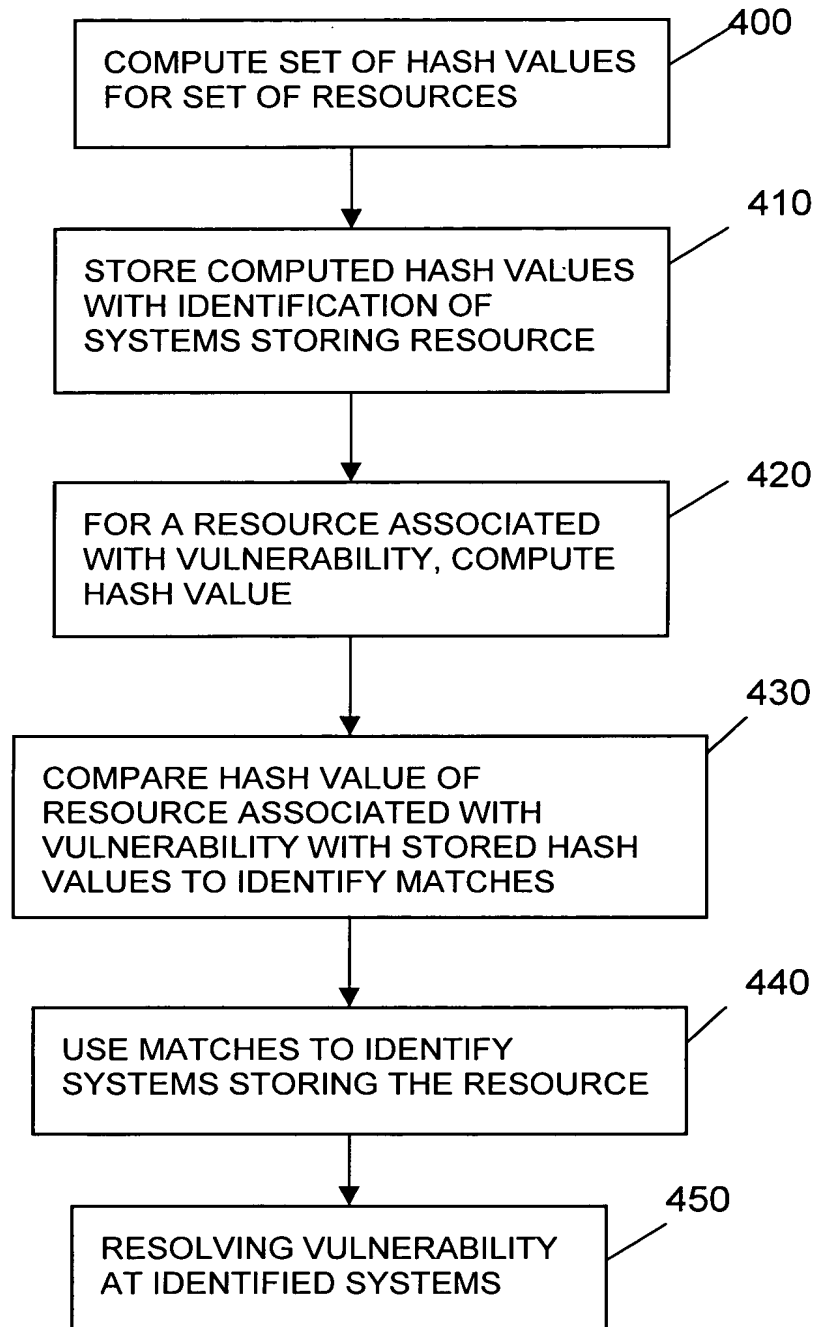 400
COMPUTE SET OF HASH VALUES
FOR SET OF RESOURCES
410
STORE COMPUTED HASH VALUES
WITH IDENTIFICATION OF
SYSTEMS STORING RESOURCE
420
FOR A RESOURCE ASSOCIATED
WITH VULNERABILITY, COMPUTE
HASH VALUE
430
COMPARE HASH VALUE OF
RESOURCE ASSOCIATED WITH
VULNERABILITY WITH STORED HASH
VALUES TO IDENTIFY MATCHES
440
USE MATCHES TO IDENTIFY
SYSTEMS STORING THE RESOURCE
450
RESOLVING VULNERABILITY
AT IDENTIFIED SYSTEMS